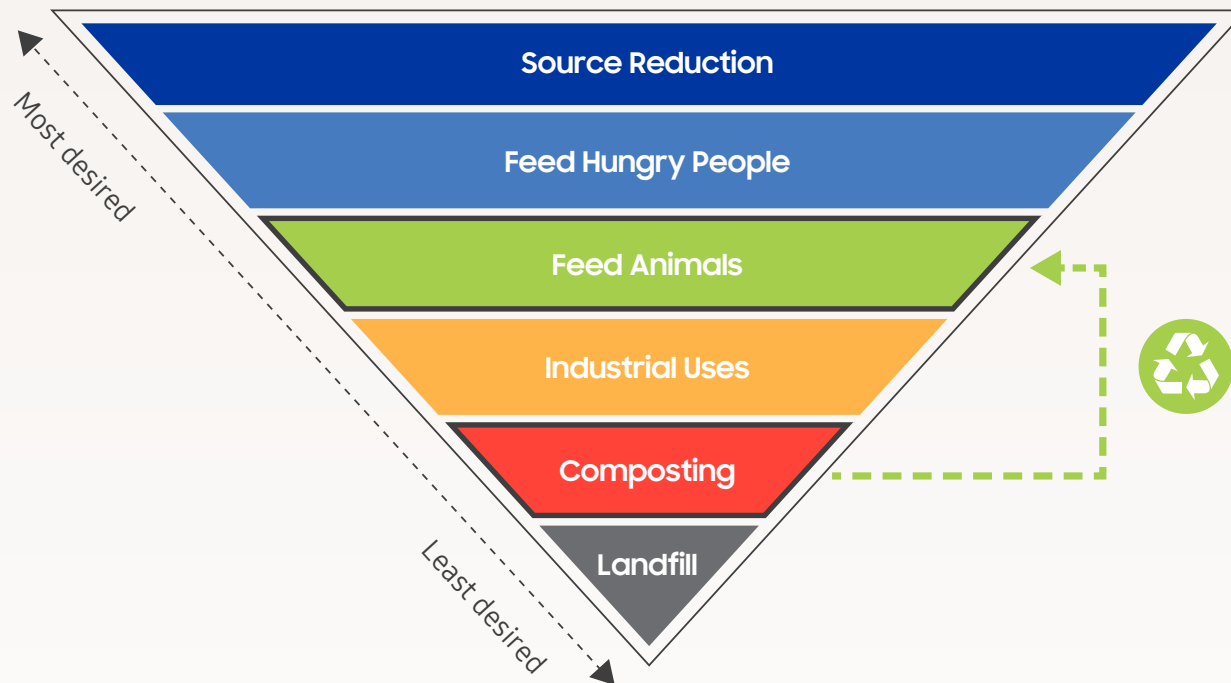 Source Reduction
Most desired
Feed Hungry People
Feed Animals
Industrial Uses
Composting
Least desired
Landfill